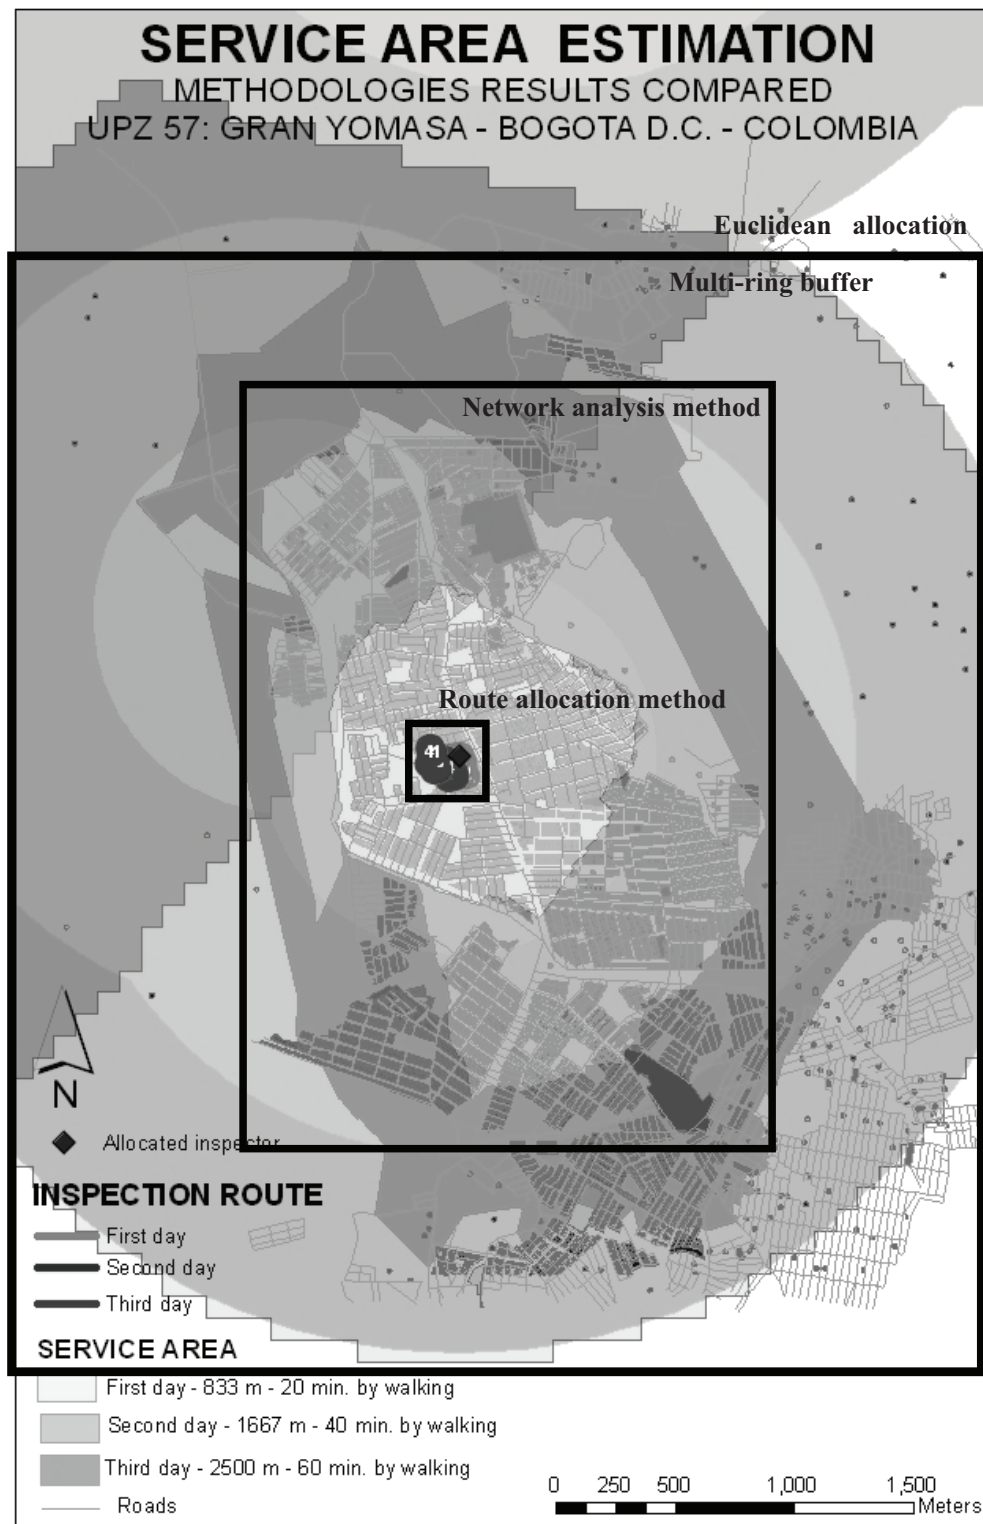 SERVICE AREA ESTIMATION
METHODOLOGIES RESULTS COMPARED
UPZ 57: GRAN YOMASA - BOGOTA D.C. - COLOMBIA
Euclidean allocation
Multi-ring buffer
Network analysis method
Route allocation method
41
N
Allocated inspector
INSPECTION ROUTE
First day
Second day
Third day
SERVICE AREA
First day - 833 m - 20 min. by walking
Second day - 1667 m - 40 min. by walking
Third day - 2500 m - 60 min. by walking
Roads
0 250 500 1,000 1,500
Meters